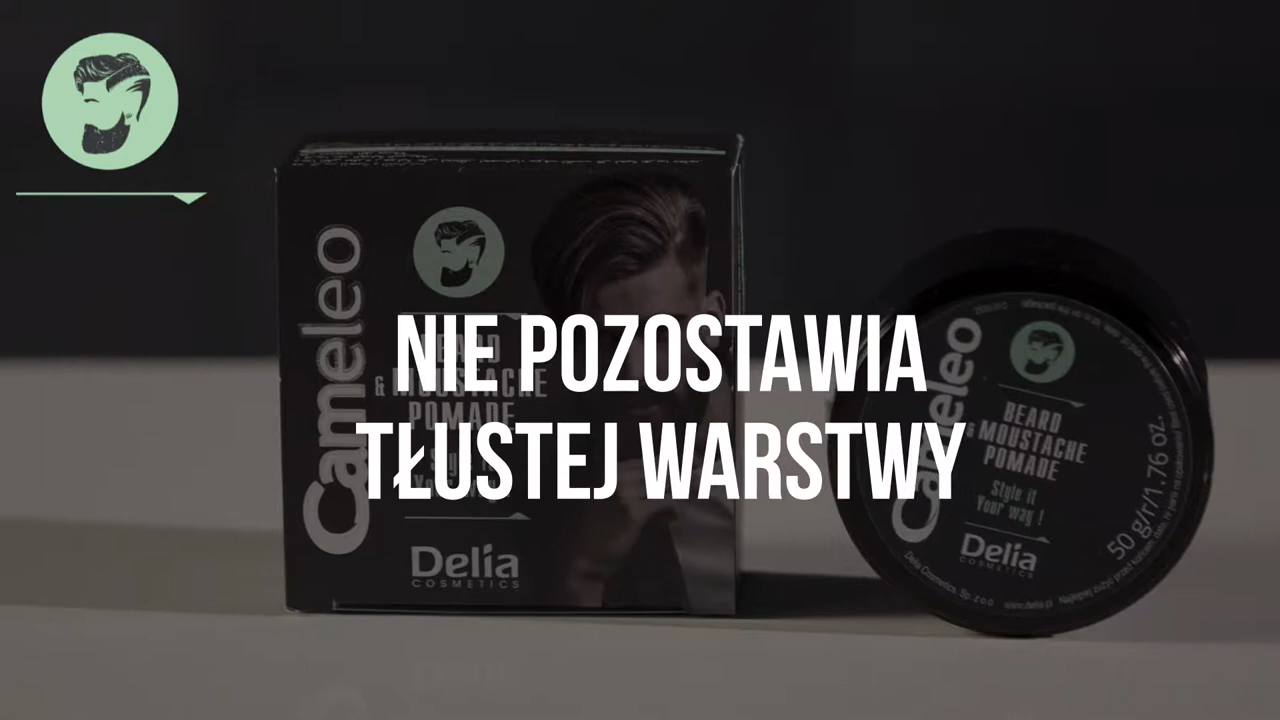 NIE POZOSTAWIA
TŁUSTEJ WARSTWY
Cameleo
BEARD
& MOUSTACHE
POMADE
Delia
COSMETICS
Cameleo
BEARD
& MOUSTACHE
POMADE
Style it
Your way !
Delia
COSMETICS
50 g/r/1.76 oz.
Delia Cosmetics Sp. z o.o. www.delia.pl